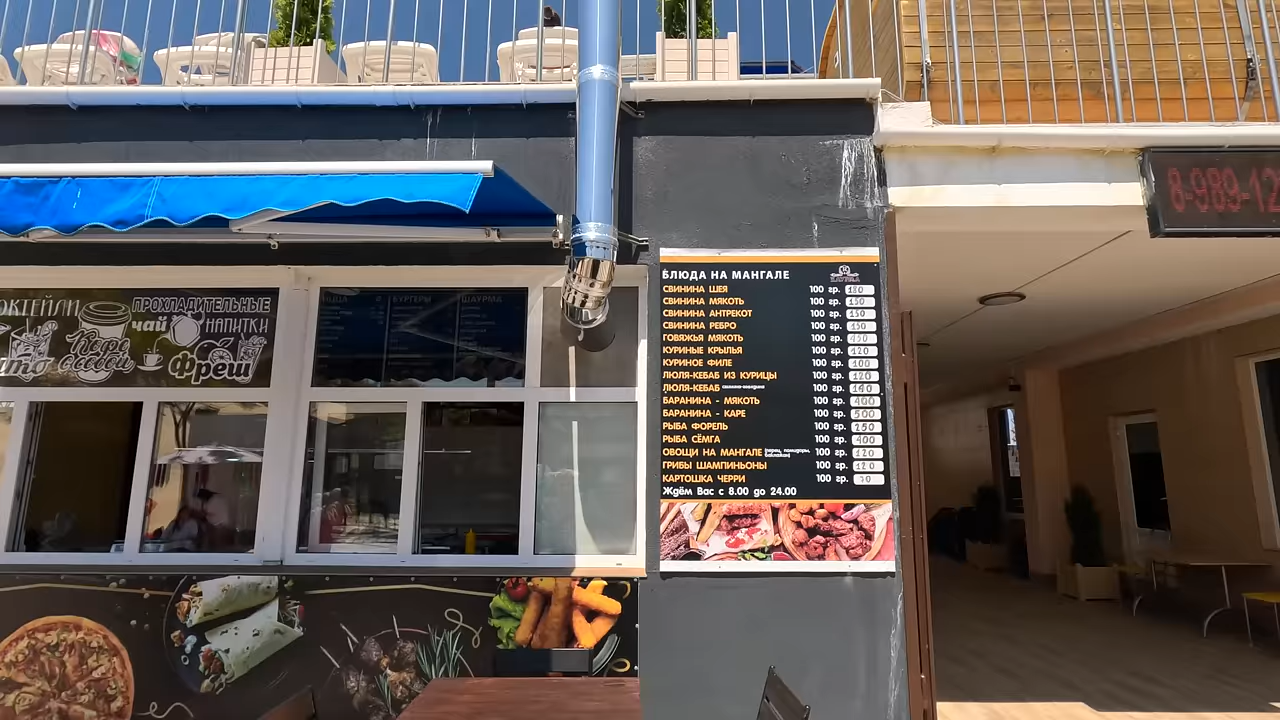 ОКТЕЙЛИ
ПРОХЛАДИТЕЛЬНЫЕ
чай
НАПИТКИ
Кофе
с собой
Фреш
БУРГЕРЫ
ШАУРМА
8-989-12
БЛЮДА НА МАНГАЛЕ
СВИНИНА ШЕЯ 100 гр. 180
СВИНИНА МЯКОТЬ 100 гр. 150
СВИНИНА АНТРЕКОТ 100 гр. 150
СВИНИНА РЕБРО 100 гр. 150
ГОВЯЖЬЯ МЯКОТЬ 100 гр.
КУРИНЫЕ КРЫЛЬЯ 100 гр. 120
КУРИНОЕ ФИЛЕ 100 гр. 100
ЛЮЛЯ-КЕБАБ ИЗ КУРИЦЫ 100 гр. 120
ЛЮЛЯ-КЕБАБ 100 гр. 140
БАРАНИНА - МЯКОТЬ 100 гр. 400
БАРАНИНА - КАРЕ 100 гр. 500
РЫБА ФОРЕЛЬ 100 гр. 250
РЫБА СЁМГА 100 гр. 400
ОВОЩИ НА МАНГАЛЕ 100 гр. 120
ГРИБЫ ШАМПИНЬОНЫ 100 гр. 120
КАРТОШКА ЧЕРРИ 100 гр. 70
Ждём Вас с 8.00 до 24.00